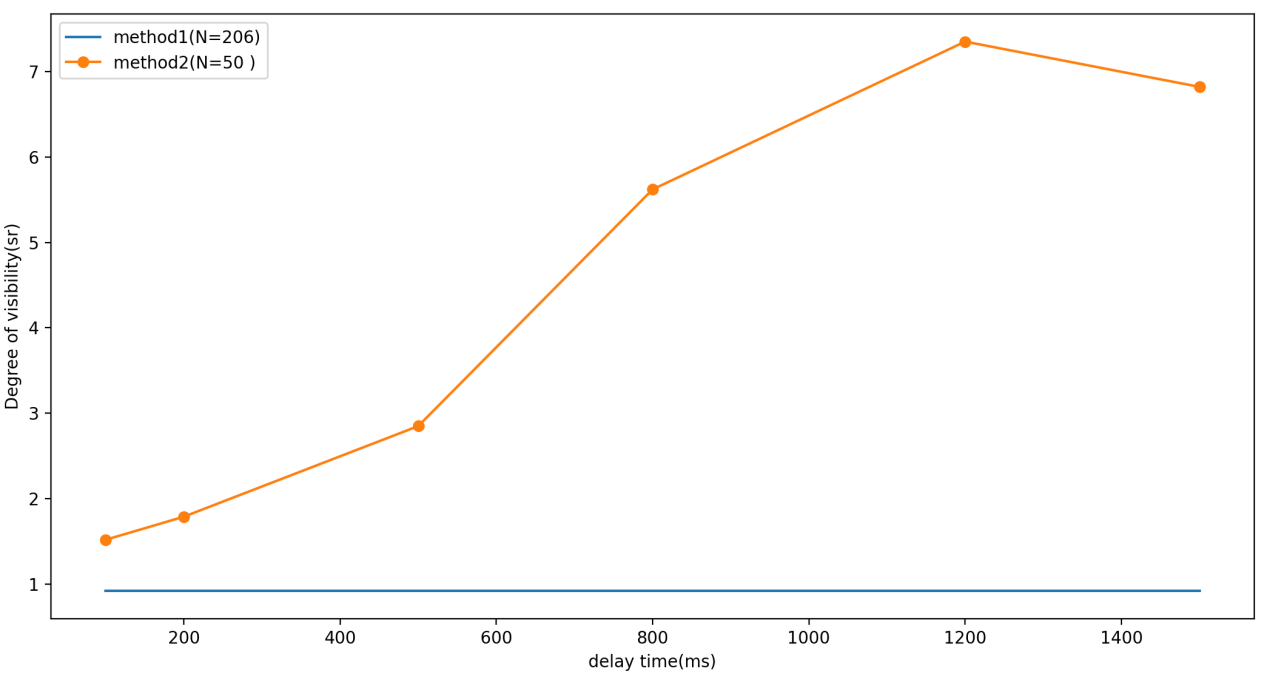 method1(N=206)
method2(N=50 )
7
6
5
4
3
2
1
Degree of visibility(sr)
200 400 600 800 1000 1200 1400
delay time(ms)